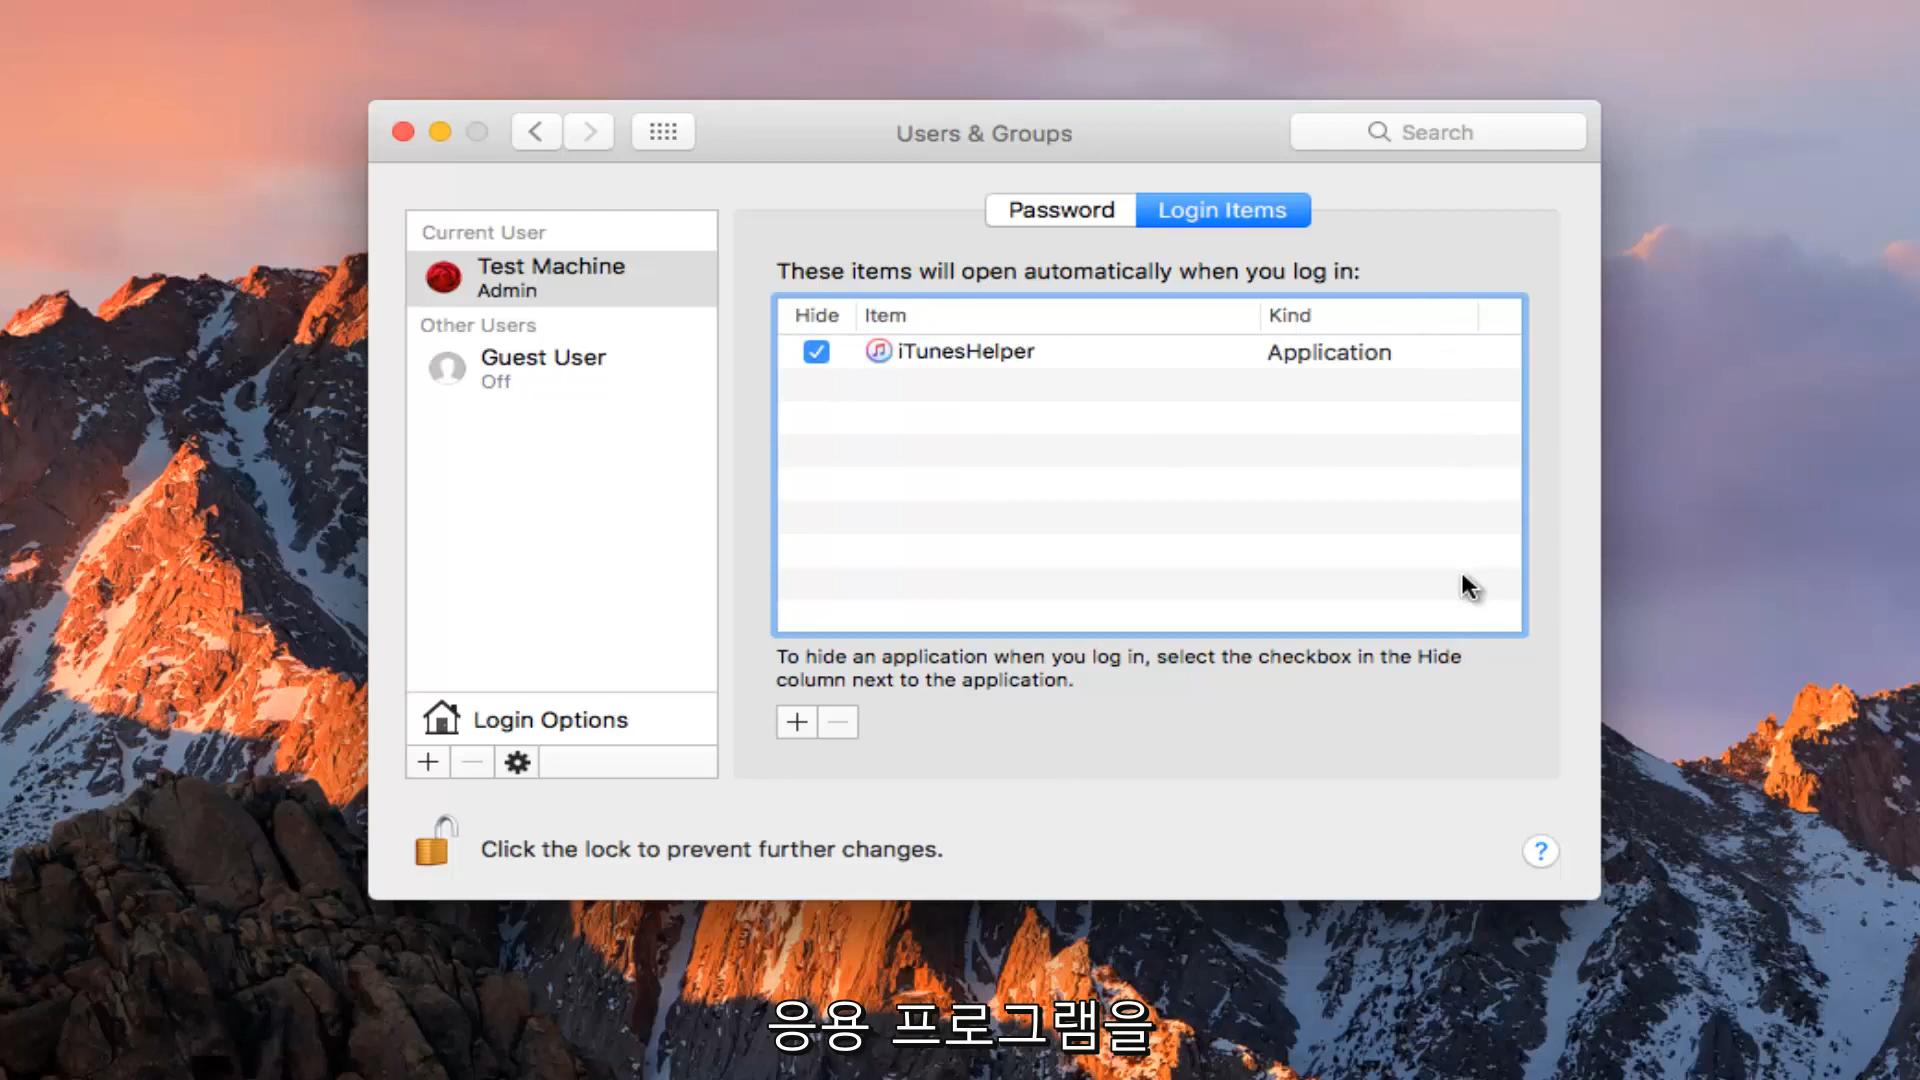 Users & Groups
Search
Password
Login Items
Current User
Test Machine
Admin
Other Users
Guest User
Off
Login Options
These items will open automatically when you log in:
Hide
Item
Kind
iTunesHelper
Application
To hide an application when you log in, select the checkbox in the Hide
column next to the application.
Click the lock to prevent further changes.
?
응용 프로그램을